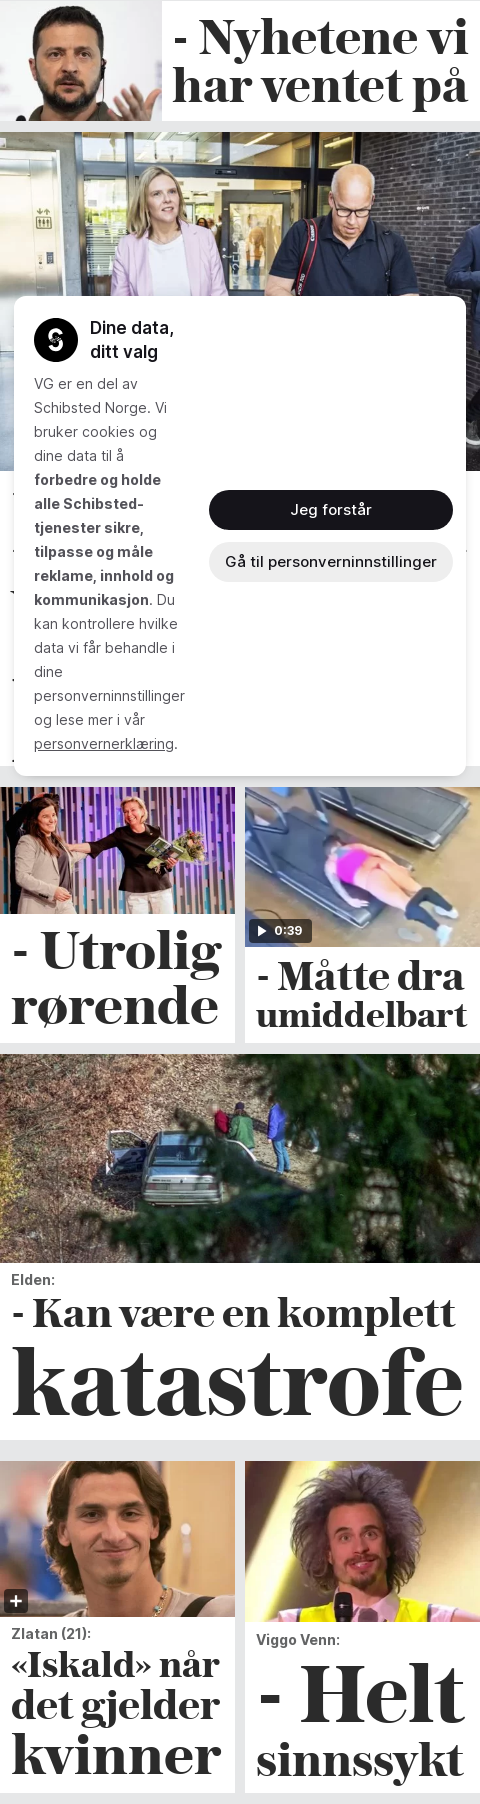 - Nyhetene vi
har ventet på
Dine data,
ditt valg
VG er en del av
Schibsted Norge. Vi
bruker cookies og
dine data til å
forbedre og holde
alle Schibsted-
tjenester sikre,
tilpasse og måle
reklame, innhold og
kommunikasjon. Du
kan kontrollere hvilke
data vi får behandle i
dine
personverninnstillinger
og lese mer i vår
personvernerklæring.
Jeg forstår
Gå til personverninnstillinger
- Utrolig
rørende
0:39
- Måtte dra
umiddelbart
Elden:
- Kan være en komplett
katastrofe
Zlatan (21):
«Iskald» når
det gjelder
kvinner
Viggo Venn:
- Helt
sinnssykt